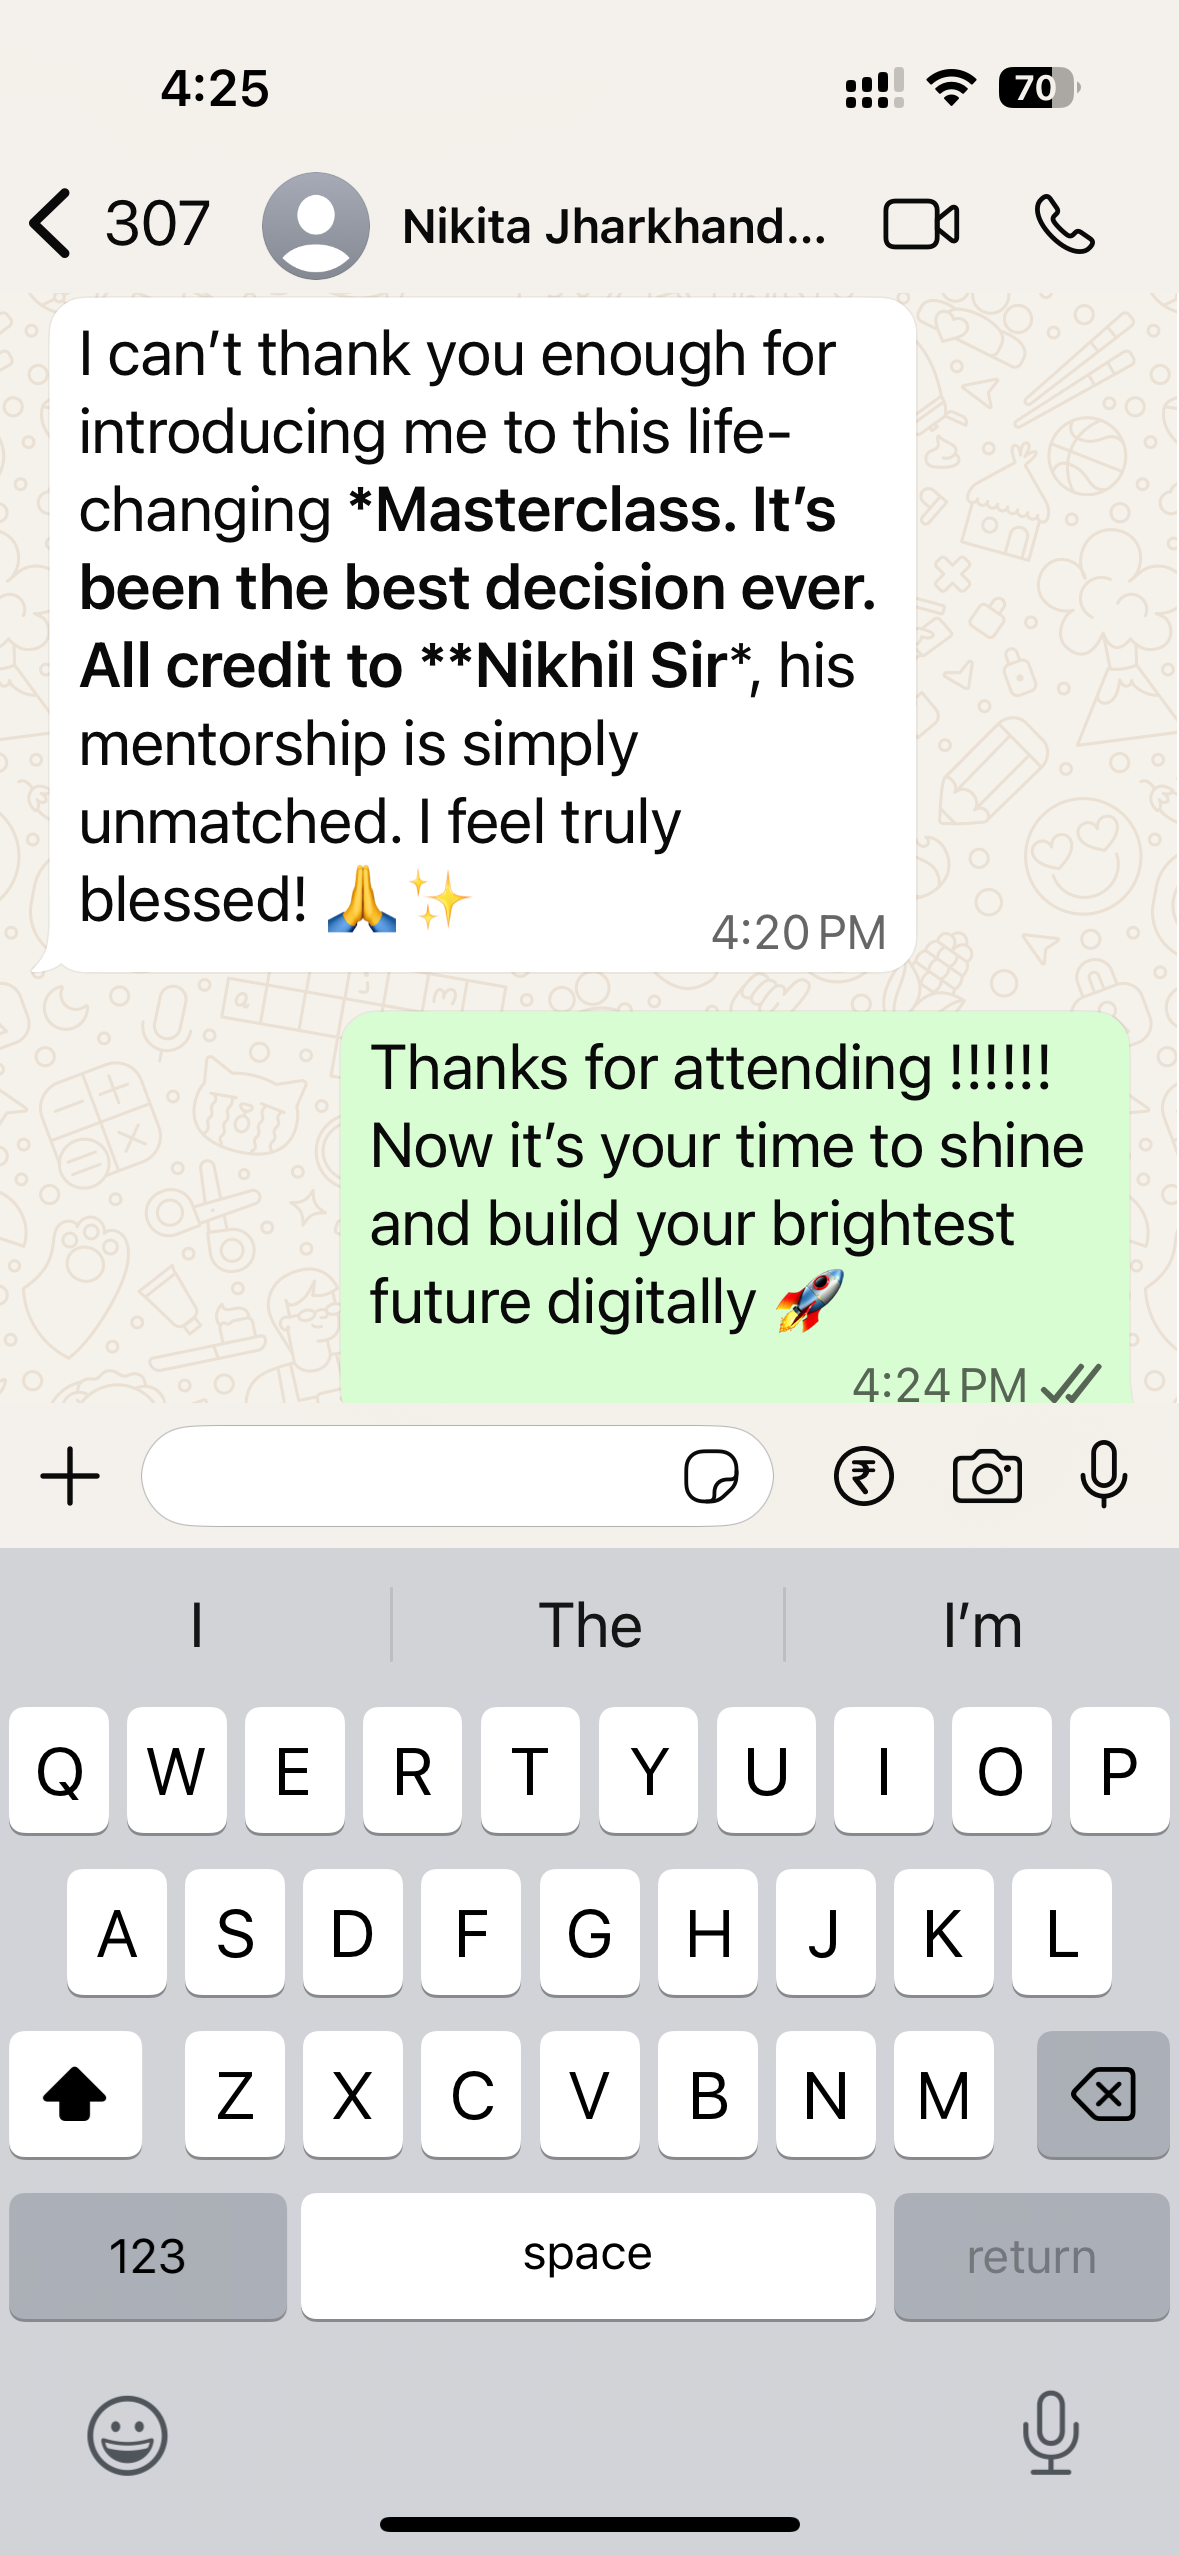 4:25
70
307
Nikita Jharkhand...
I can’t thank you enough for
introducing me to this life-
changing *Masterclass. It’s
been the best decision ever.
All credit to **Nikhil Sir*, his
mentorship is simply
unmatched. I feel truly
blessed! 🙏✨
4:20 PM
Thanks for attending !!!!!!
Now it’s your time to shine
and build your brightest
future digitally 🚀
4:24 PM
₹
I The I’m
Q W E R T Y U I O P
A S D F G H J K L
Z X C V B N M
123 space return